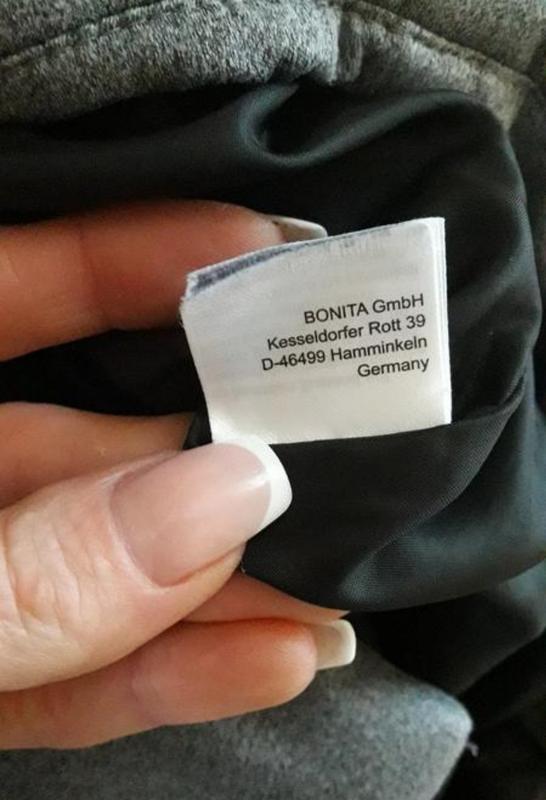 BONITA GmbH
Kesseldorfer Rott 39
D-46499 Hamminkeln
Germany